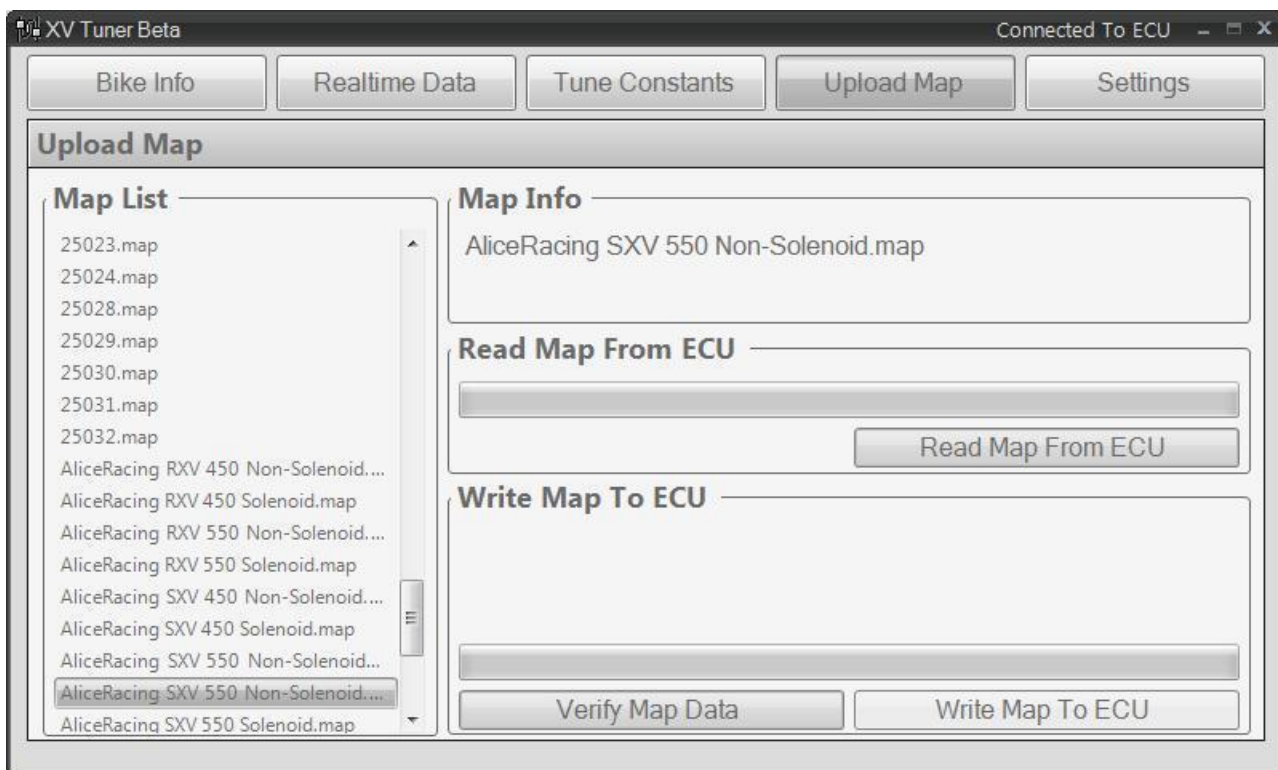 XV Tuner Beta
Connected To ECU
Bike Info
Realtime Data
Tune Constants
Upload Map
Settings
Upload Map
Map List
25023.map
25024.map
25028.map
25029.map
25030.map
25031.map
25032.map
AliceRacing RXV 450 Non-Solenoid....
AliceRacing RXV 450 Solenoid.map
AliceRacing RXV 550 Non-Solenoid....
AliceRacing RXV 550 Solenoid.map
AliceRacing SXV 450 Non-Solenoid....
AliceRacing SXV 450 Solenoid.map
AliceRacing SXV 550 Non-Solenoid...
AliceRacing SXV 550 Non-Solenoid....
AliceRacing SXV 550 Solenoid.map
Map Info
AliceRacing SXV 550 Non-Solenoid.map
Read Map From ECU
Read Map From ECU
Write Map To ECU
Verify Map Data
Write Map To ECU